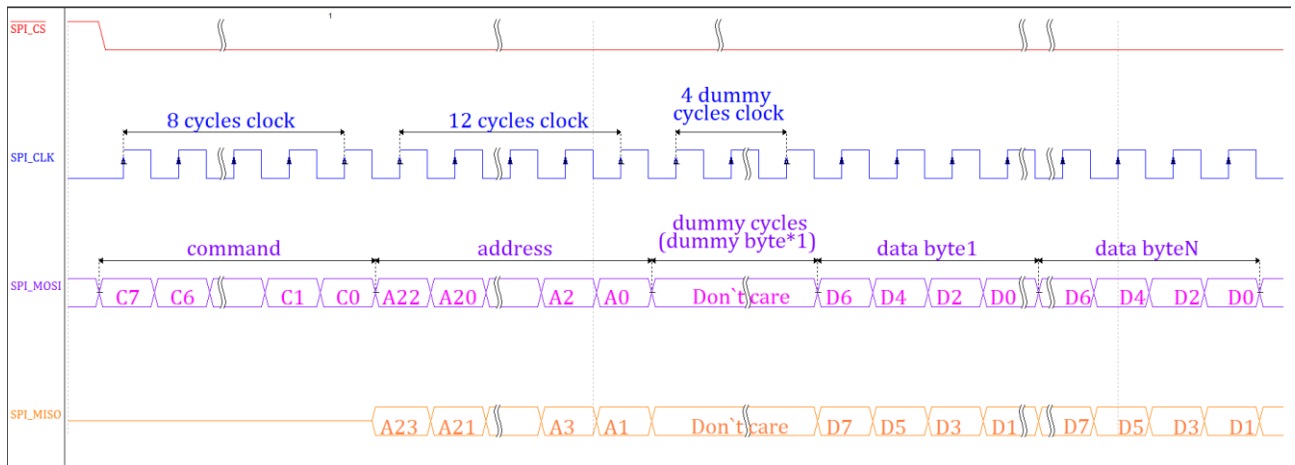 1
SPI_CS
4 dummy
cycles clock
8 cycles clock
12 cycles clock
SPI_CLK
dummy cycles
(dummy byte*1)
command
address
data byte1
data byteN
SPI_MOSI
C7 C6 C1 C0 A22 A20 A2 A0 Don`t care D6 D4 D2 D0 D6 D4 D2 D0
SPI_MISO
A23 A21 A3 A1 Don`t care D7 D5 D3 D1 D7 D5 D3 D1